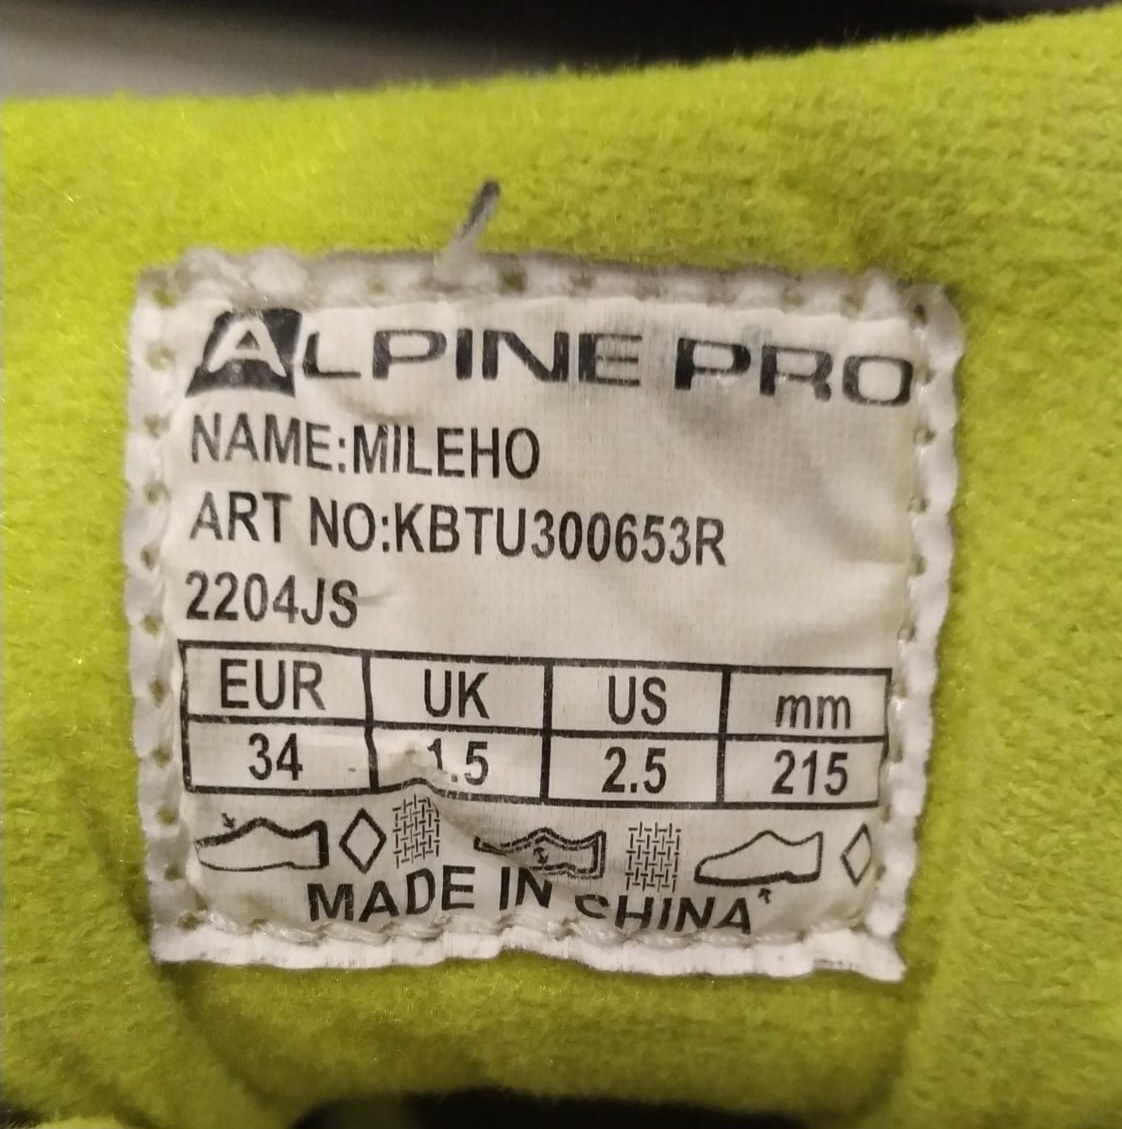 ALPINE PRO
NAME:MILEHO
ART NO:KBTU300653R
2204JS
EUR UK US mm
34 1.5 2.5 215
MADE IN CHINA